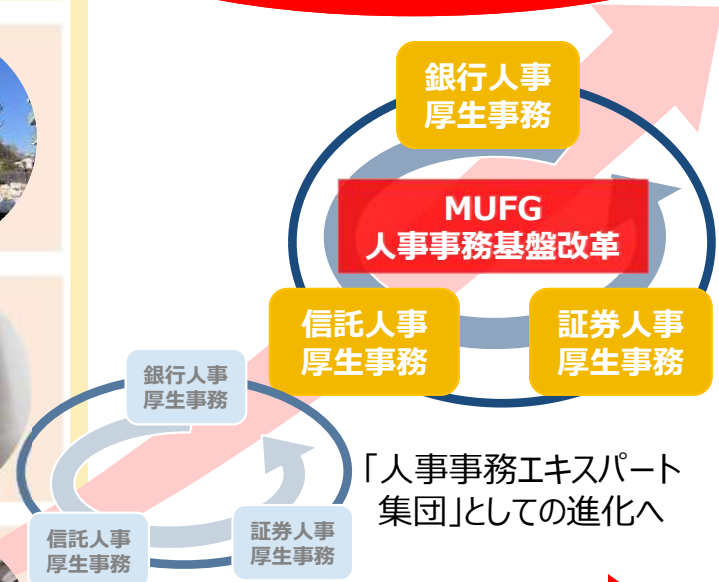 銀行人事
厚生事務
MUFG
人事事務基盤改革
信託人事
厚生事務
証券人事
厚生事務
銀行人事
厚生事務
信託人事
厚生事務
証券人事
厚生事務
「人事事務エキスパート
集団」としての進化へ